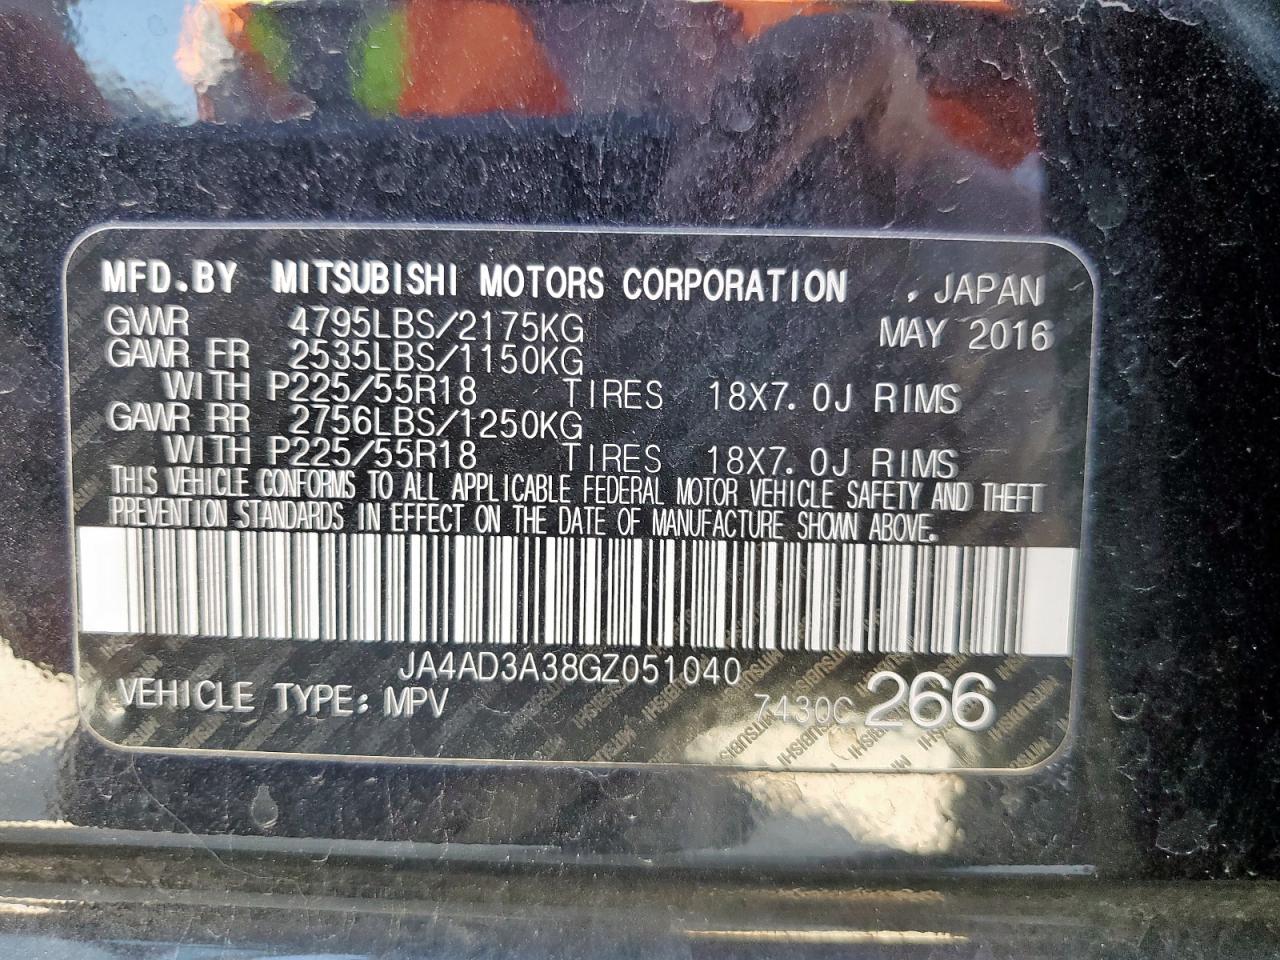 MFD.BY MITSUBISHI MOTORS CORPORATION , JAPAN
GVWR 4795LBS/2175KG MAY 2016
GAWR FR 2535LBS/1150KG
WITH P225/55R18 TIRES 18X7.0J RIMS
GAWR RR 2756LBS/1250KG
WITH P225/55R18 TIRES 18X7.0J RIMS
THIS VEHICLE CONFORMS TO ALL APPLICABLE FEDERAL MOTOR VEHICLE SAFETY AND THEFT
PREVENTION STANDARDS IN EFFECT ON THE DATE OF MANUFACTURE SHOWN ABOVE.
JA4AD3A38GZ051040
VEHICLE TYPE: MPV 7430C 266